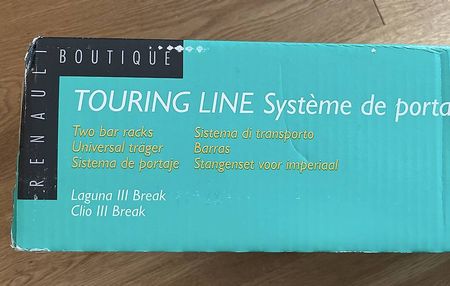 RENAULT
BOUTIQUE
TOURING LINE Système de porta
Two bar racks
Universal träger
Sistema de portaje
Sistema di transporto
Barras
Stangenset voor imperiaal
Laguna III Break
Clio III Break